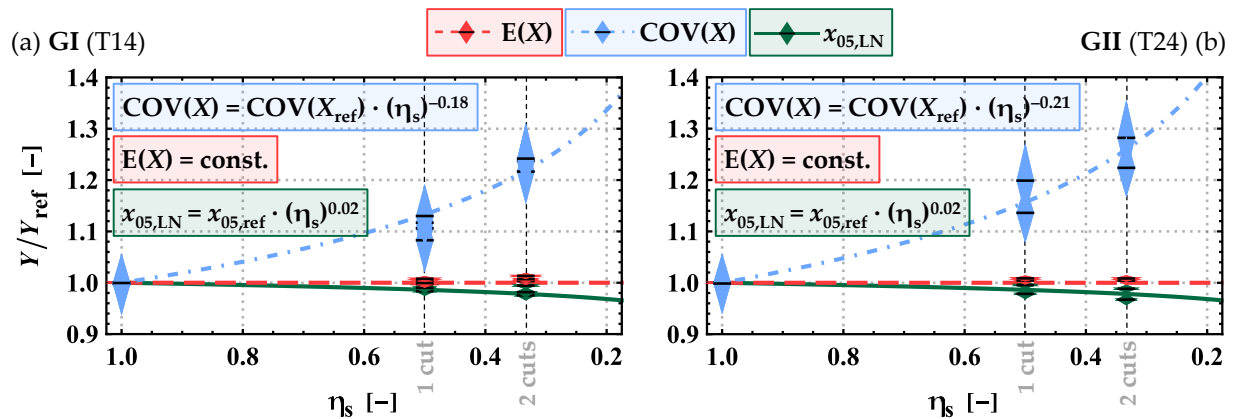 (a) GI (T14)
E(X)
COV(X)
x05,LN
GII (T24) (b)
Y/Yref [–]
1.4
1.3
1.2
1.1
1.0
0.9
COV(X) = COV(Xref) · (ηs)–0.18
E(X) = const.
x05,LN = x05,ref · (ηs)0.02
1.0
0.8
0.6
0.4
0.2
1 cut
2 cuts
ηs [–]
1.4
1.3
1.2
1.1
1.0
0.9
COV(X) = COV(Xref) · (ηs)–0.21
E(X) = const.
x05,LN = x05,ref · (ηs)0.02
1.0
0.8
0.6
0.4
0.2
1 cut
2 cuts
ηs [–]